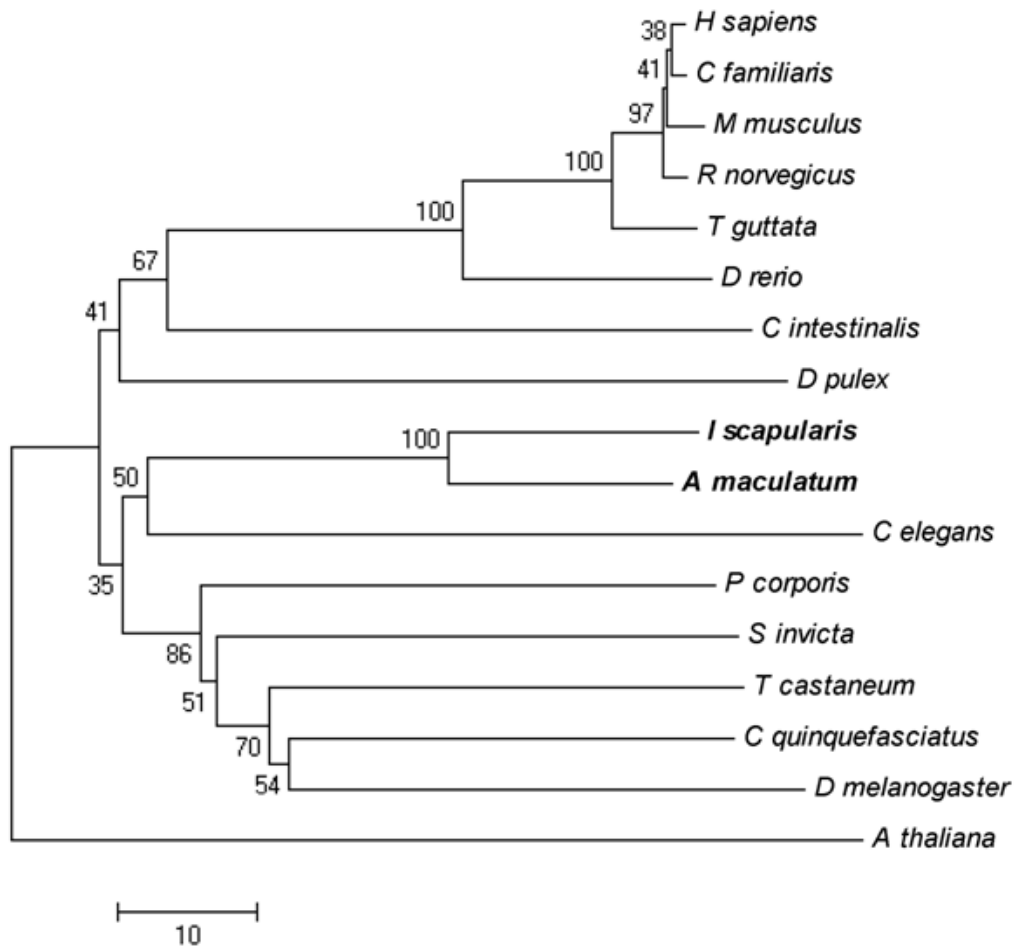 H sapiens
38
C familiaris
41
M musculus
97
R norvegicus
100
T guttata
100
D rerio
67
C intestinalis
41
D pulex
I scapularis
100
A maculatum
50
C elegans
35
P corporis
86
S invicta
51
T castaneum
70
C quinquefasciatus
54
D melanogaster
A thaliana
10